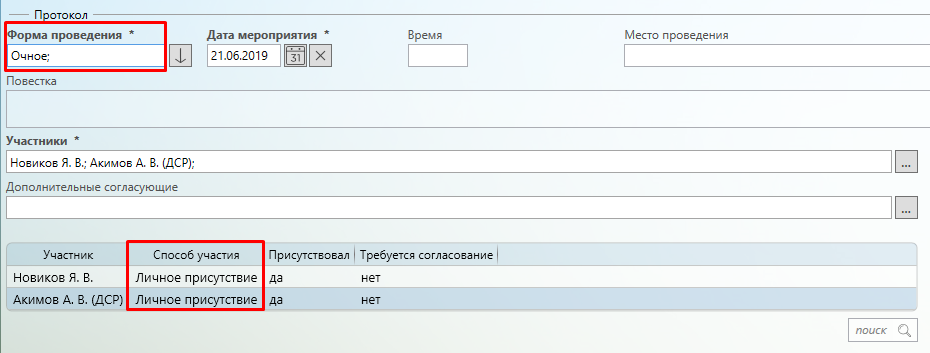 Протокол
Форма проведения * Дата мероприятия * Время Место проведения
Очное; 21.06.2019 31
Повестка
Участники *
Новиков Я. В.; Акимов А. В. (ДСР); ...
Дополнительные согласующие
...
Участник Способ участия Присутствовал Требуется согласование
Новиков Я. В. Личное присутствие да нет
Акимов А. В. (ДСР) Личное присутствие да нет
поиск